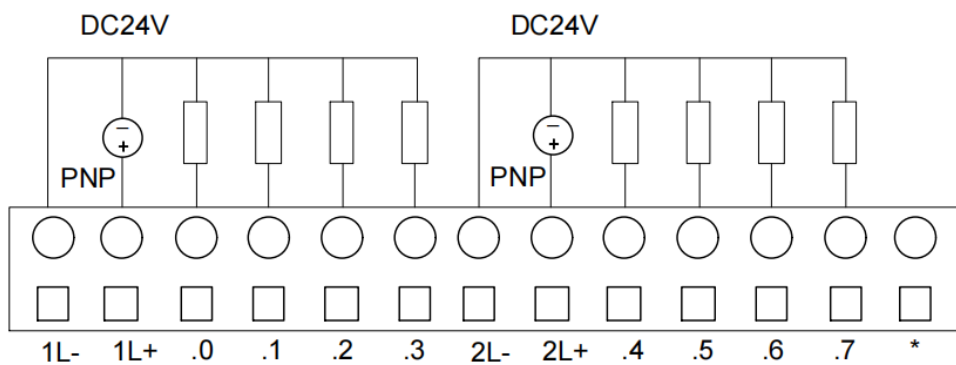 DC24V DC24V
− −
+ +
PNP PNP
1L- 1L+ .0 .1 .2 .3 2L- 2L+ .4 .5 .6 .7 *